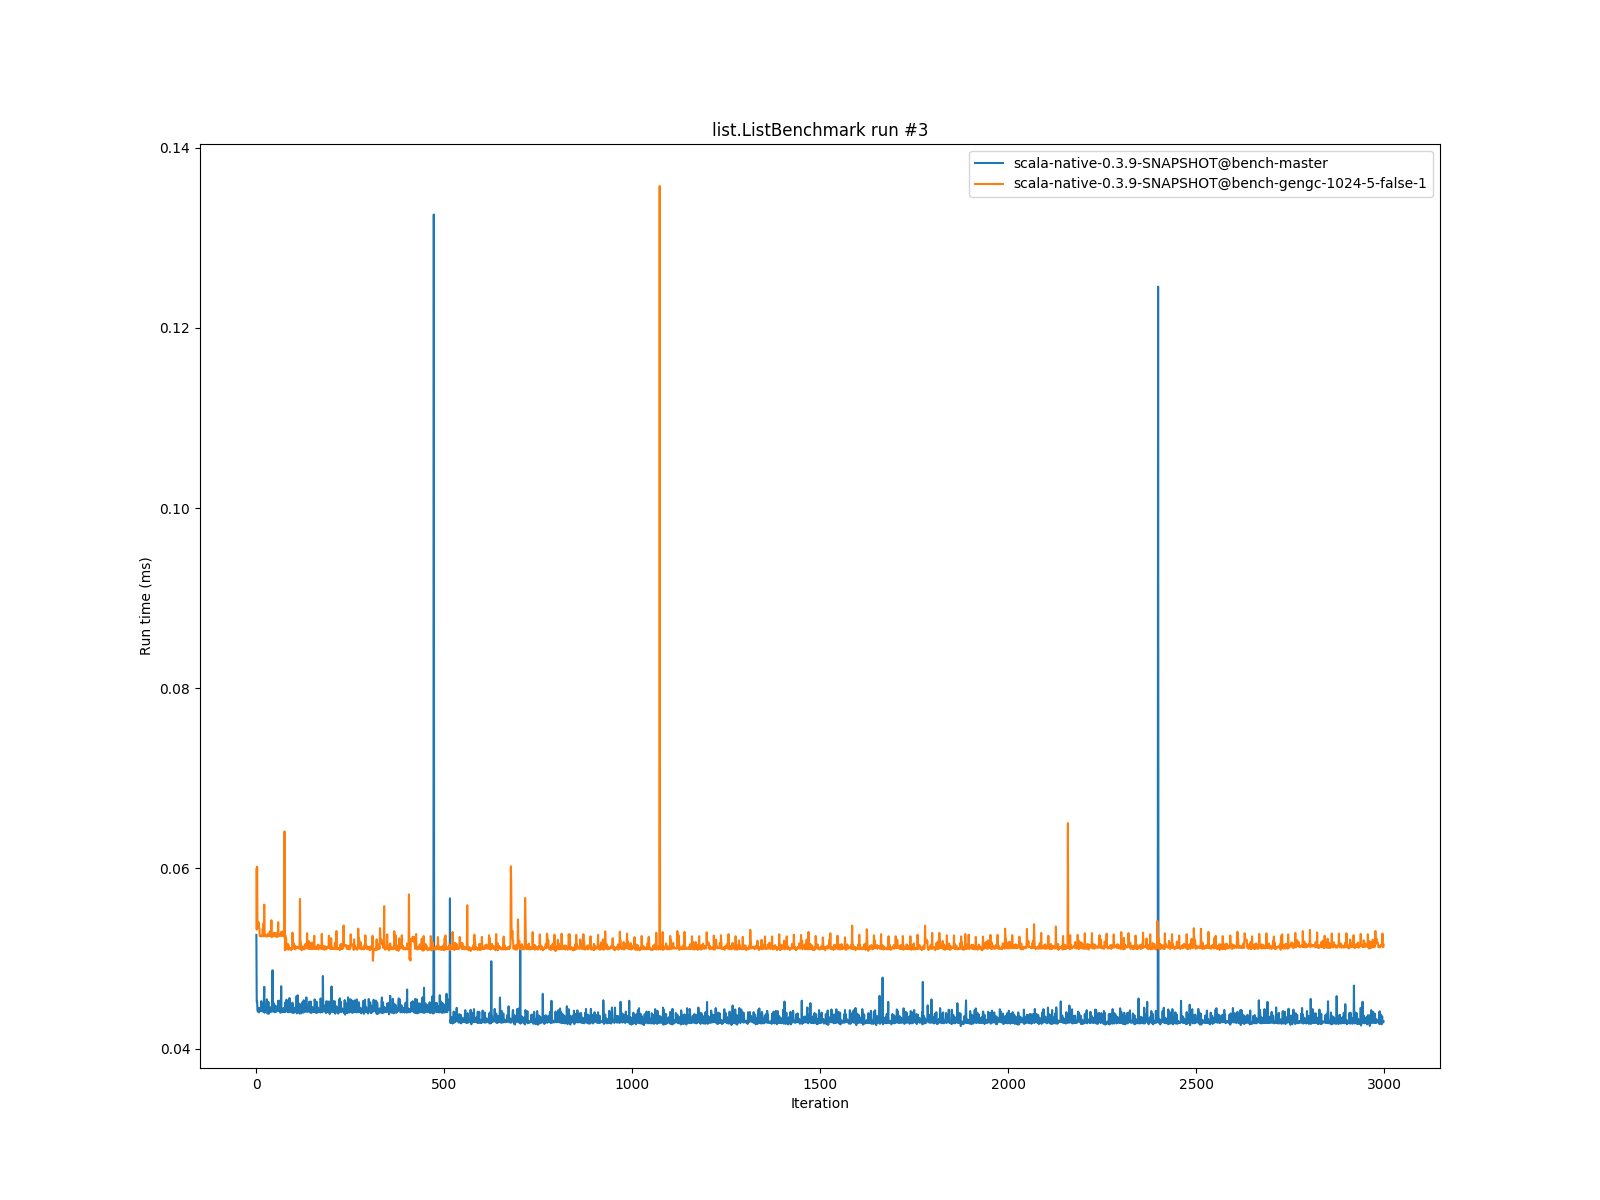 list.ListBenchmark run #3
scala-native-0.3.9-SNAPSHOT@bench-master
scala-native-0.3.9-SNAPSHOT@bench-gengc-1024-5-false-1
Run time (ms)
0.14
0.12
0.10
0.08
0.06
0.04
0 500 1000 1500 2000 2500 3000
Iteration